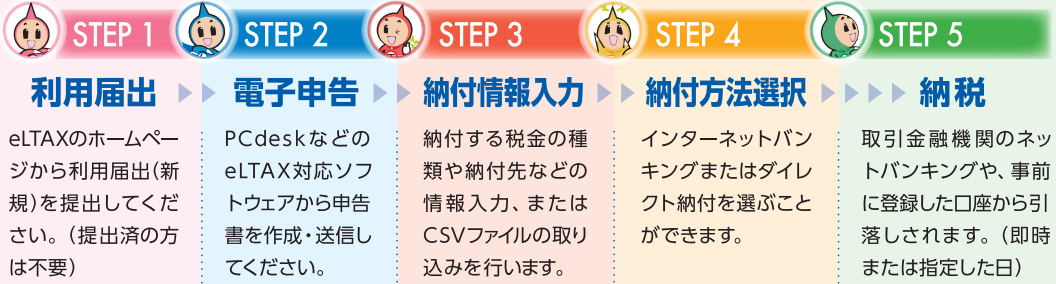 STEP 1
利用届出
eLTAXのホームペー
ジから利用届出(新
規)を提出してくだ
さい。(提出済の方
は不要)
STEP 2
電子申告
PCdeskなどの
eLTAX対応ソフ
トウェアから申告
書を作成・送信し
てください。
STEP 3
納付情報入力
納付する税金の種
類や納付先などの
情報入力、または
CSVファイルの取り
込みを行います。
STEP 4
納付方法選択
インターネットバン
キングまたはダイレ
クト納付を選ぶこと
ができます。
STEP 5
納税
取引金融機関のネッ
トバンキングや、事前
に登録した口座から引
落しされます。(即時
または指定した日)